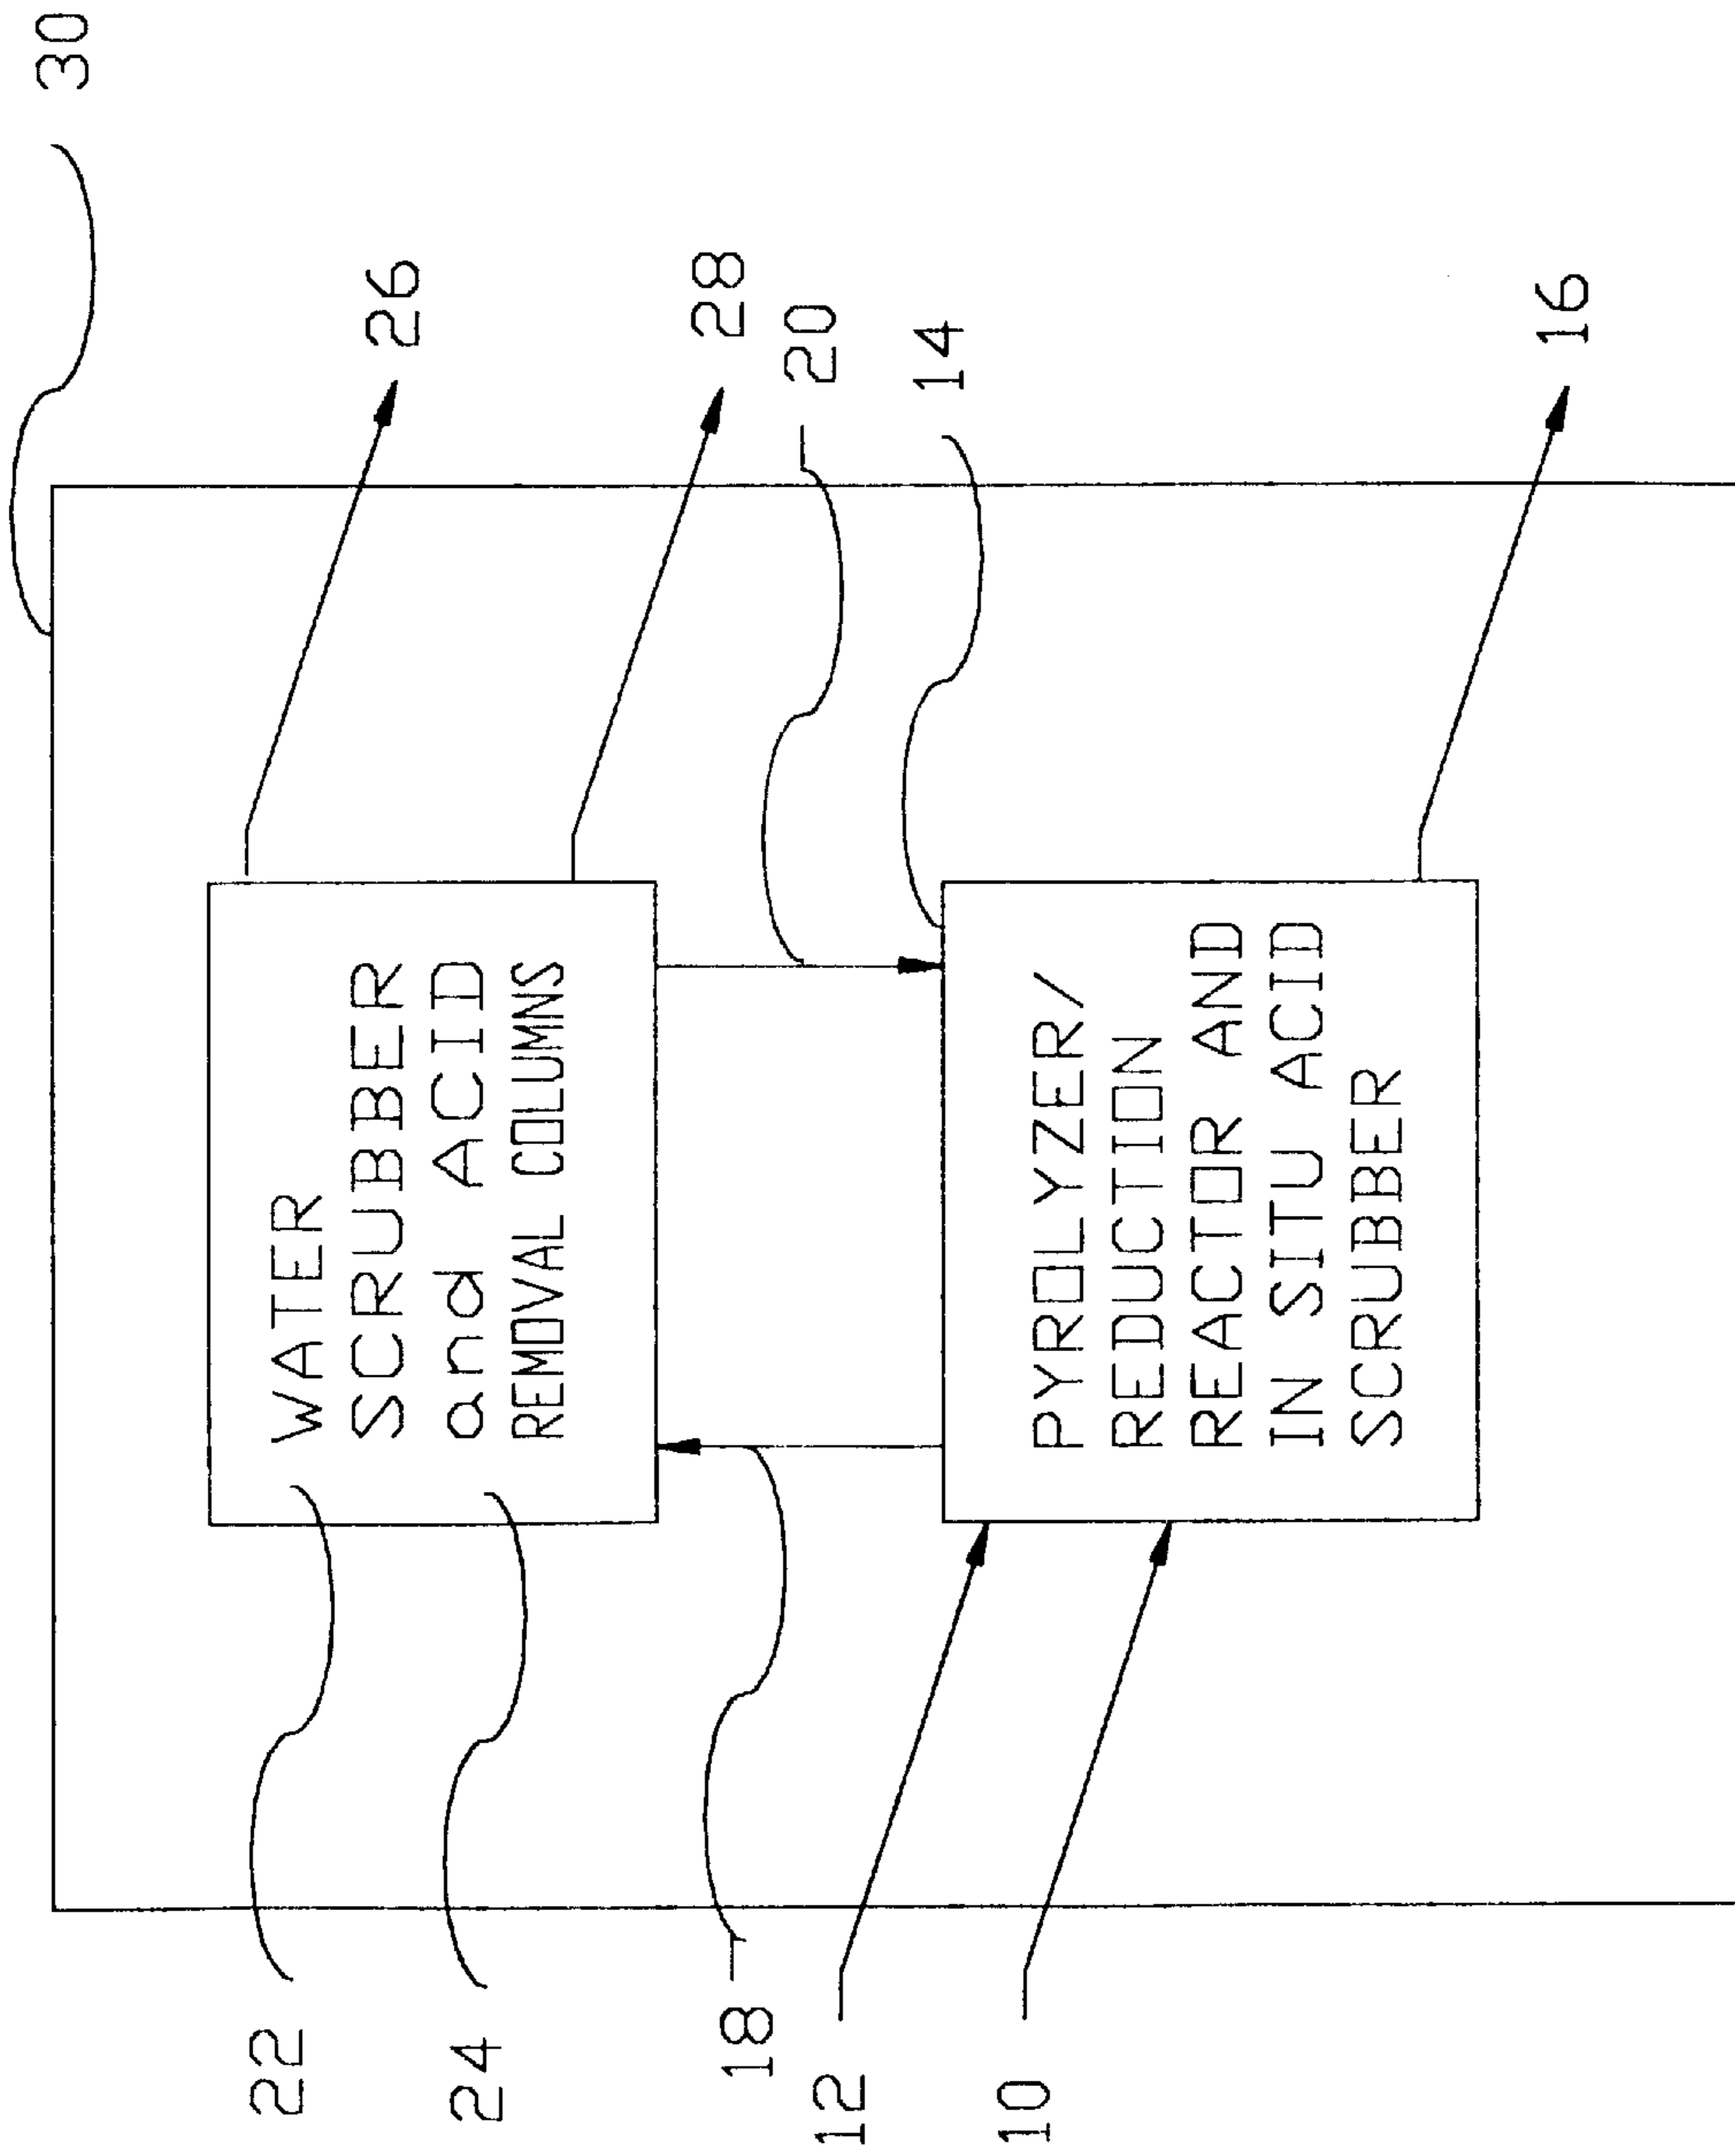 30
26
28
20
14
16
WATER
SCRUBBER
and ACID
REMOVAL COLUMNS
PYROLYZER/
REDUCTION
REACTOR AND
IN SITU ACID
SCRUBBER
22
24
18
12
10